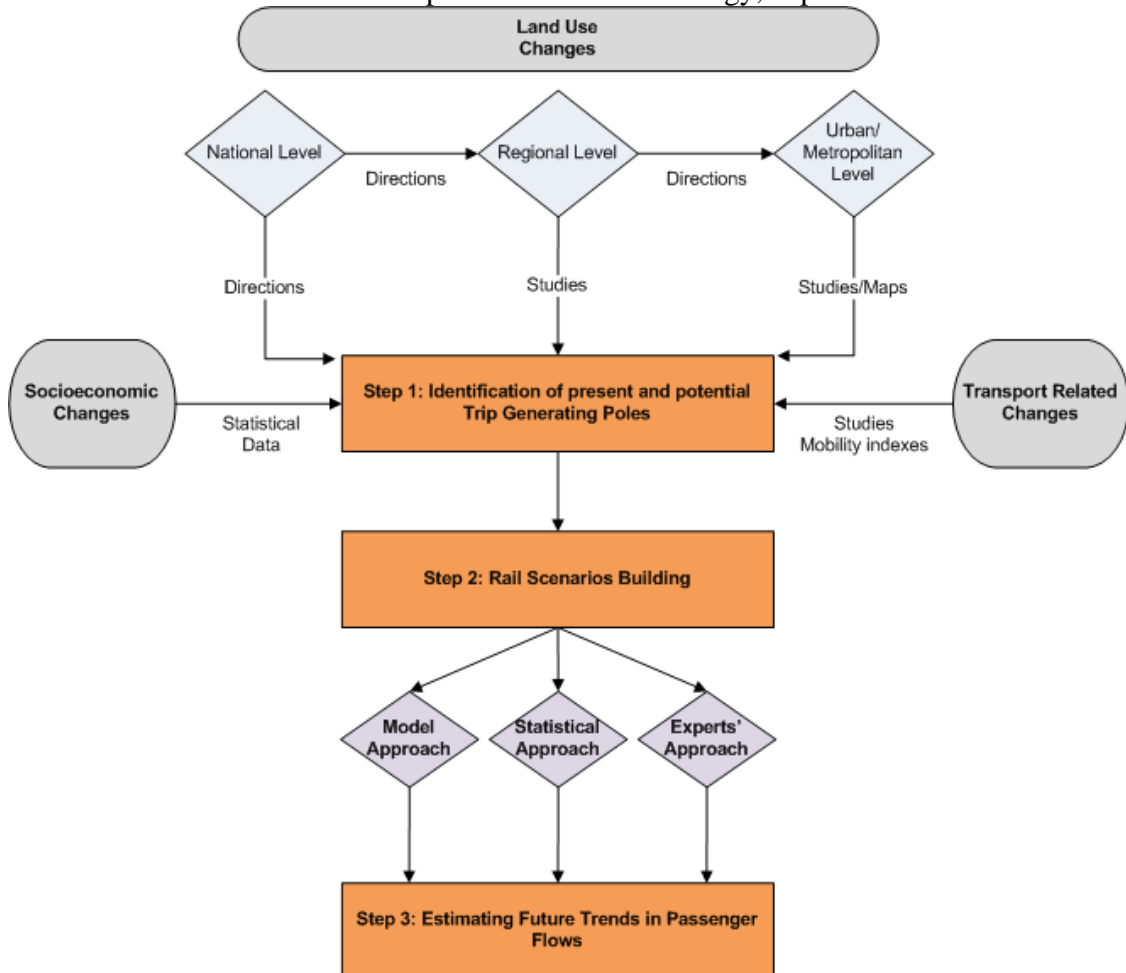 Land Use
Changes
National Level
Regional Level
Urban/
Metropolitan
Level
Directions
Directions
Directions
Studies
Studies/Maps
Socioeconomic
Changes
Statistical
Data
Step 1: Identification of present and potential
Trip Generating Poles
Studies
Mobility indexes
Transport Related
Changes
Step 2: Rail Scenarios Building
Model
Approach
Statistical
Approach
Experts'
Approach
Step 3: Estimating Future Trends in Passenger
Flows